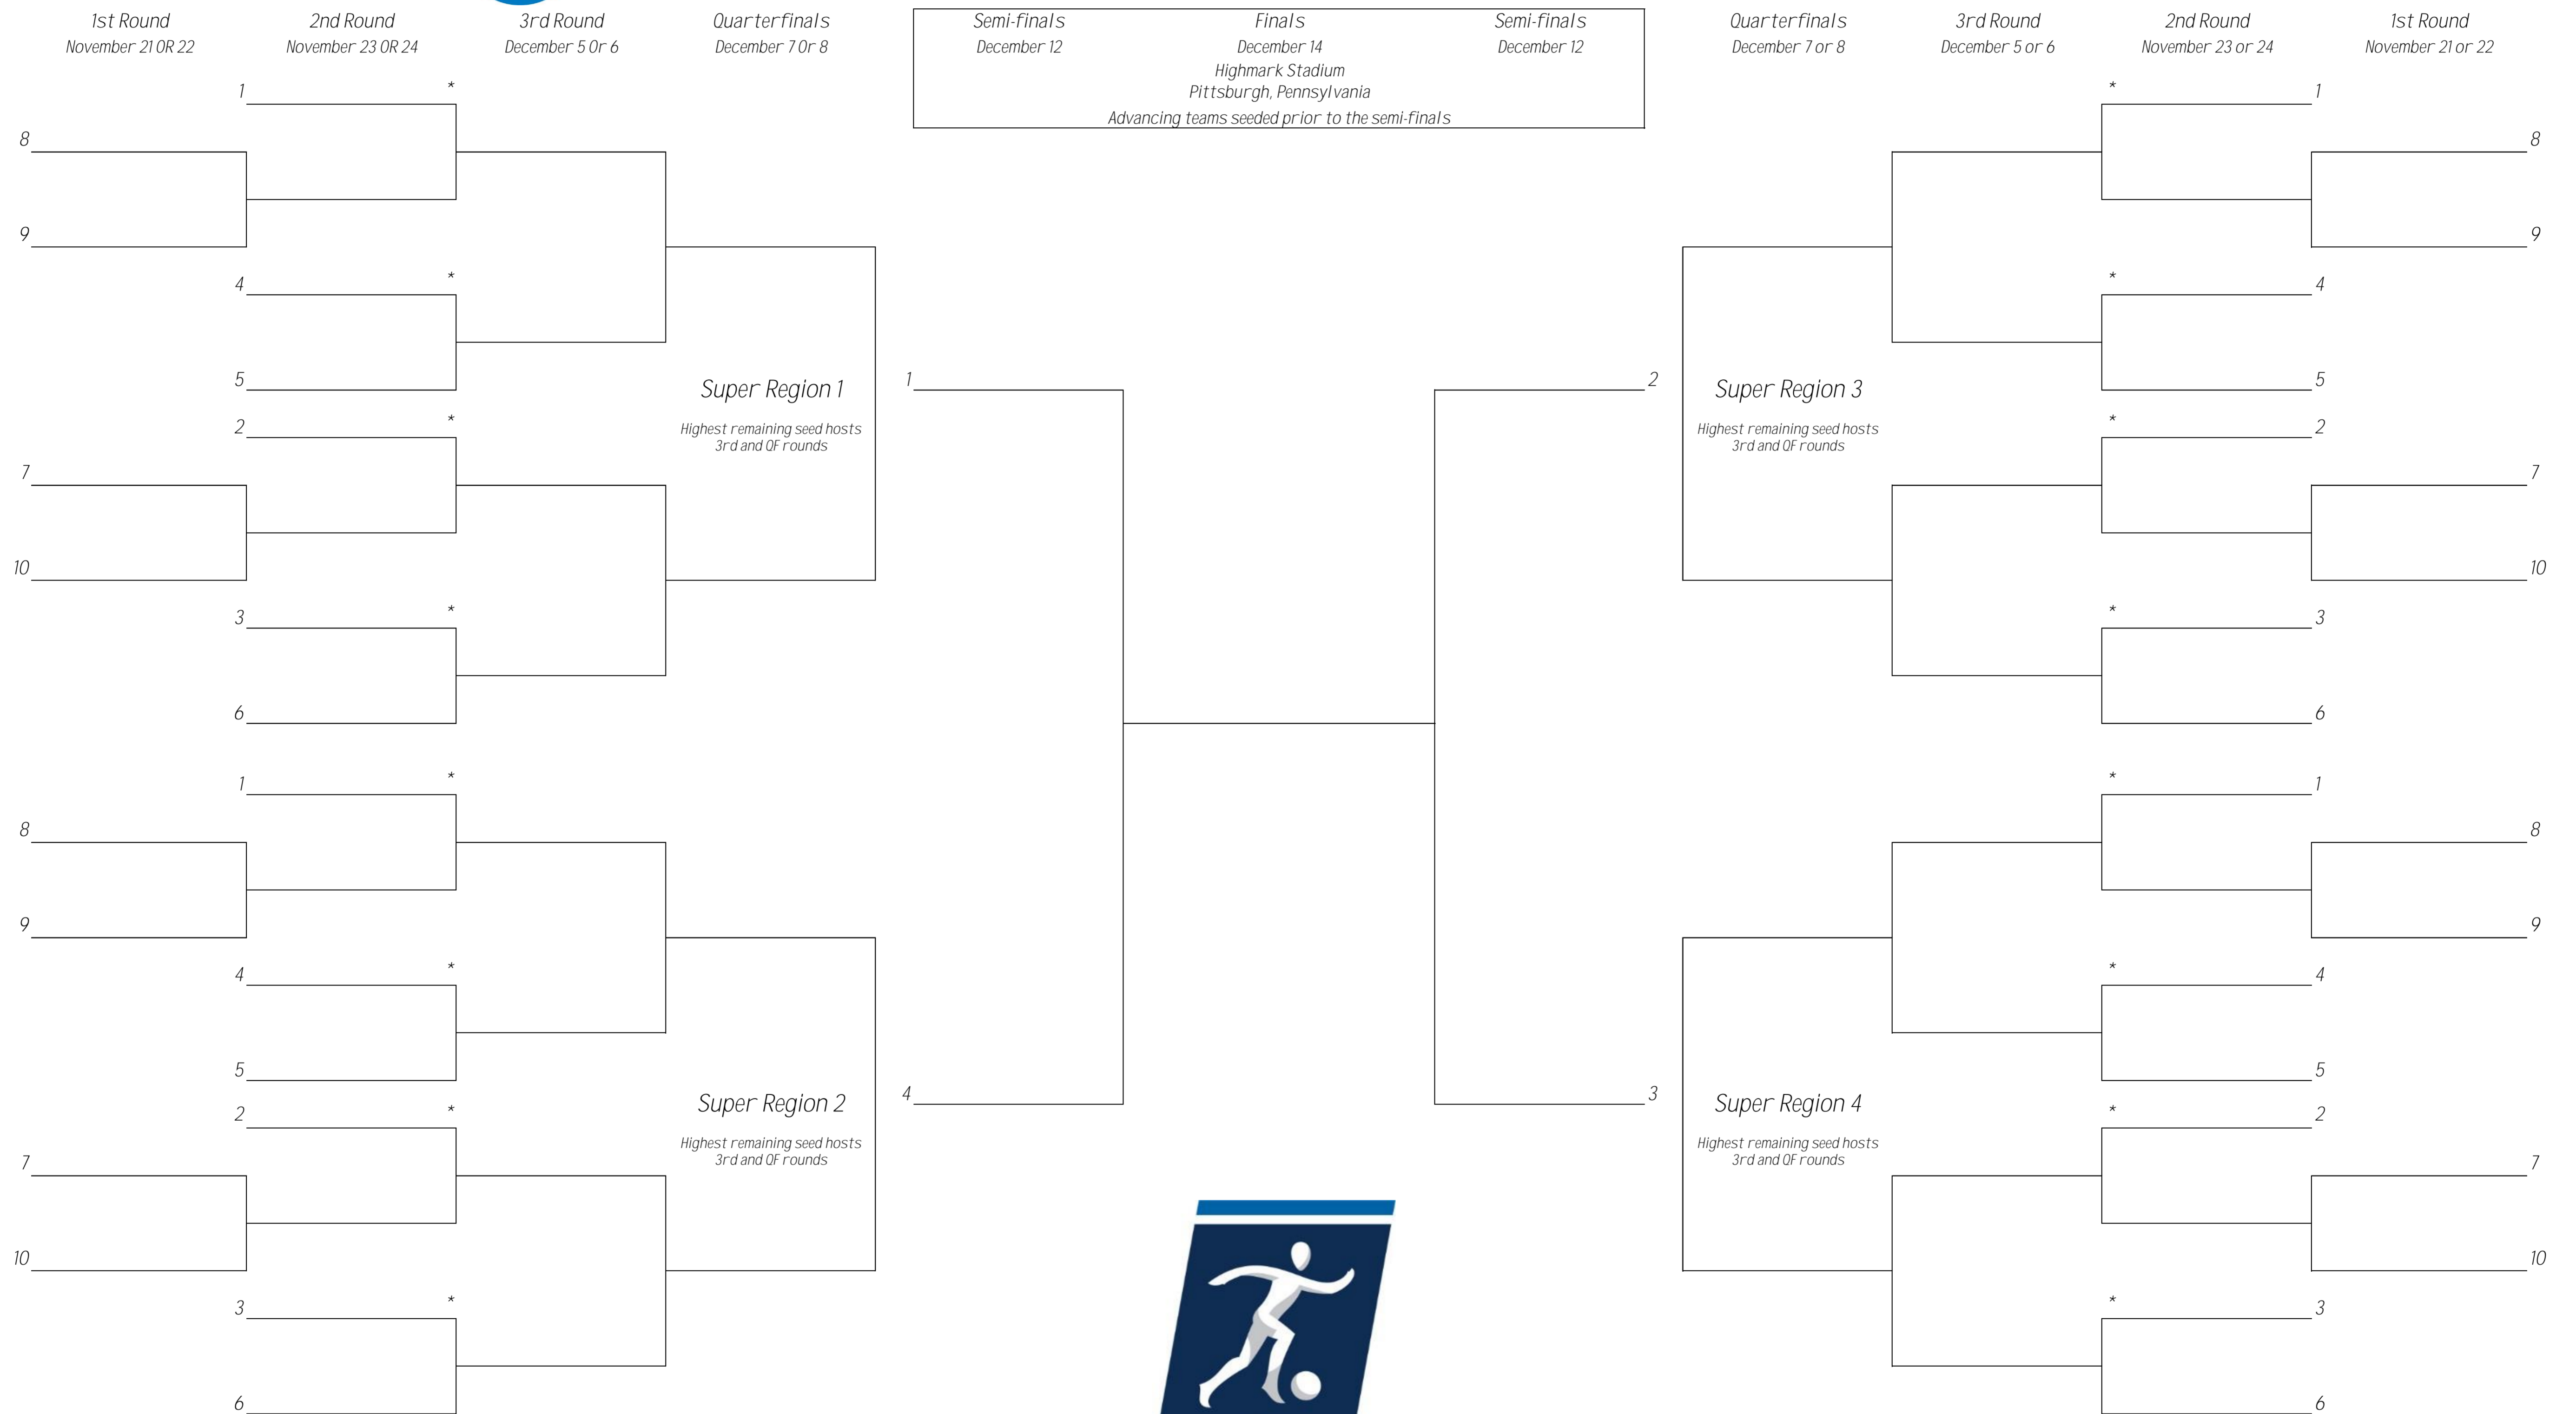 1st Round 2nd Round 3rd Round Quarterfinals Semi-finals Finals Semi-finals Quarterfinals 3rd Round 2nd Round 1st Round
November 21 OR 22 November 23 OR 24 December 5 Or 6 December 7 Or 8 December 12 December 14 December 12 December 7 or 8 December 5 or 6 November 23 or 24 November 21 or 22
Highmark Stadium
Pittsburgh, Pennsylvania
Advancing teams seeded prior to the semi-finals
1 * * 1
8 8
9 9
4 * * 4
5 5
Super Region 1 1 2 Super Region 3
2 * * 2
Highest remaining seed hosts Highest remaining seed hosts
3rd and QF rounds 3rd and QF rounds
7 7
10 10
3 * * 3
6 6
1 * * 1
8 8
9 9
4 * * 4
5 5
Super Region 2 4 3 Super Region 4
2 * * 2
Highest remaining seed hosts Highest remaining seed hosts
3rd and QF rounds 3rd and QF rounds
7 7
10 10
3 * * 3
6 6